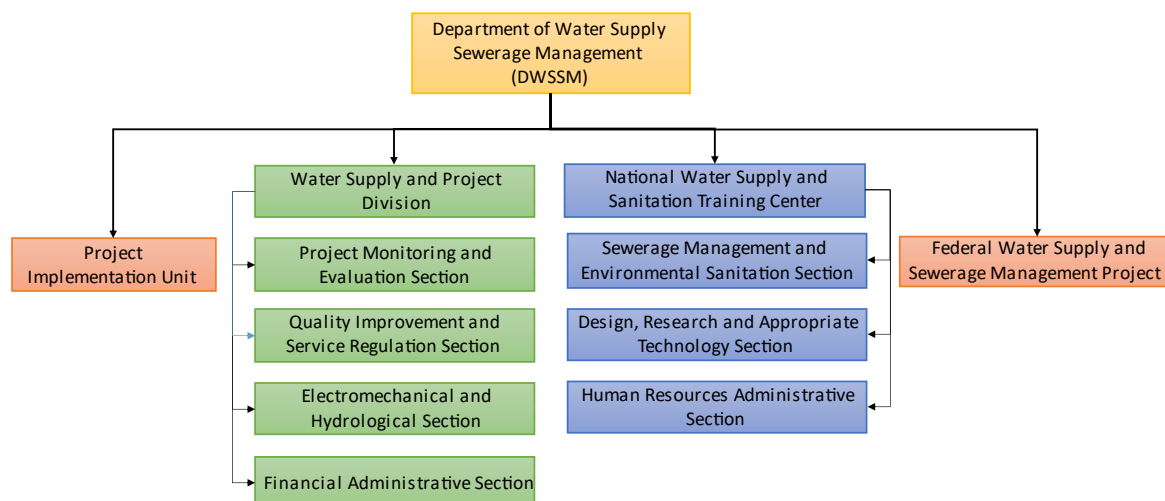 Department of Water Supply
Sewerage Management
(DWSSM)
Water Supply and Project
Division
National Water Supply and
Sanitation Training Center
Project
Implementation Unit
Project Monitoring and
Evaluation Section
Sewerage Management and
Environmental Sanitation Section
Federal Water Supply and
Sewerage Management Project
Quality Improvement and
Service Regulation Section
Design, Research and Appropriate
Technology Section
Electromechanical and
Hydrological Section
Human Resources Administrative
Section
Financial Administrative Section